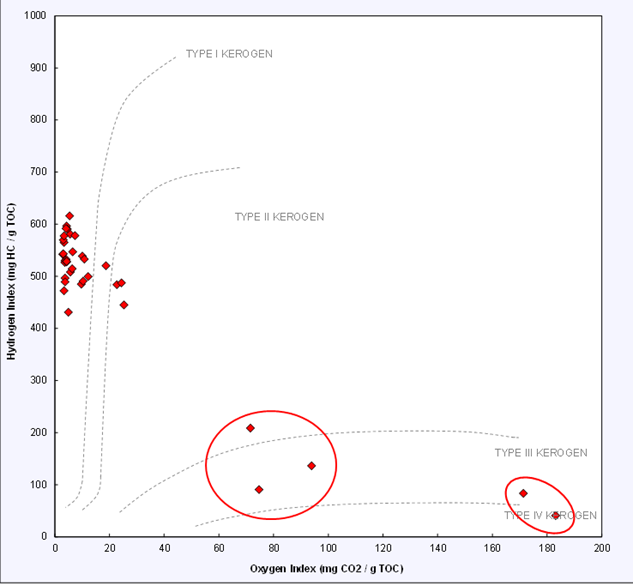 1000
900
800
700
600
500
400
300
200
100
0
TYPE I KEROGEN
TYPE II KEROGEN
TYPE III KEROGEN
TYPE IV KEROGEN
Hydrogen Index (mg HC / g TOC)
0 20 40 60 80 100 120 140 160 180 200
Oxygen Index (mg CO2 / g TOC)